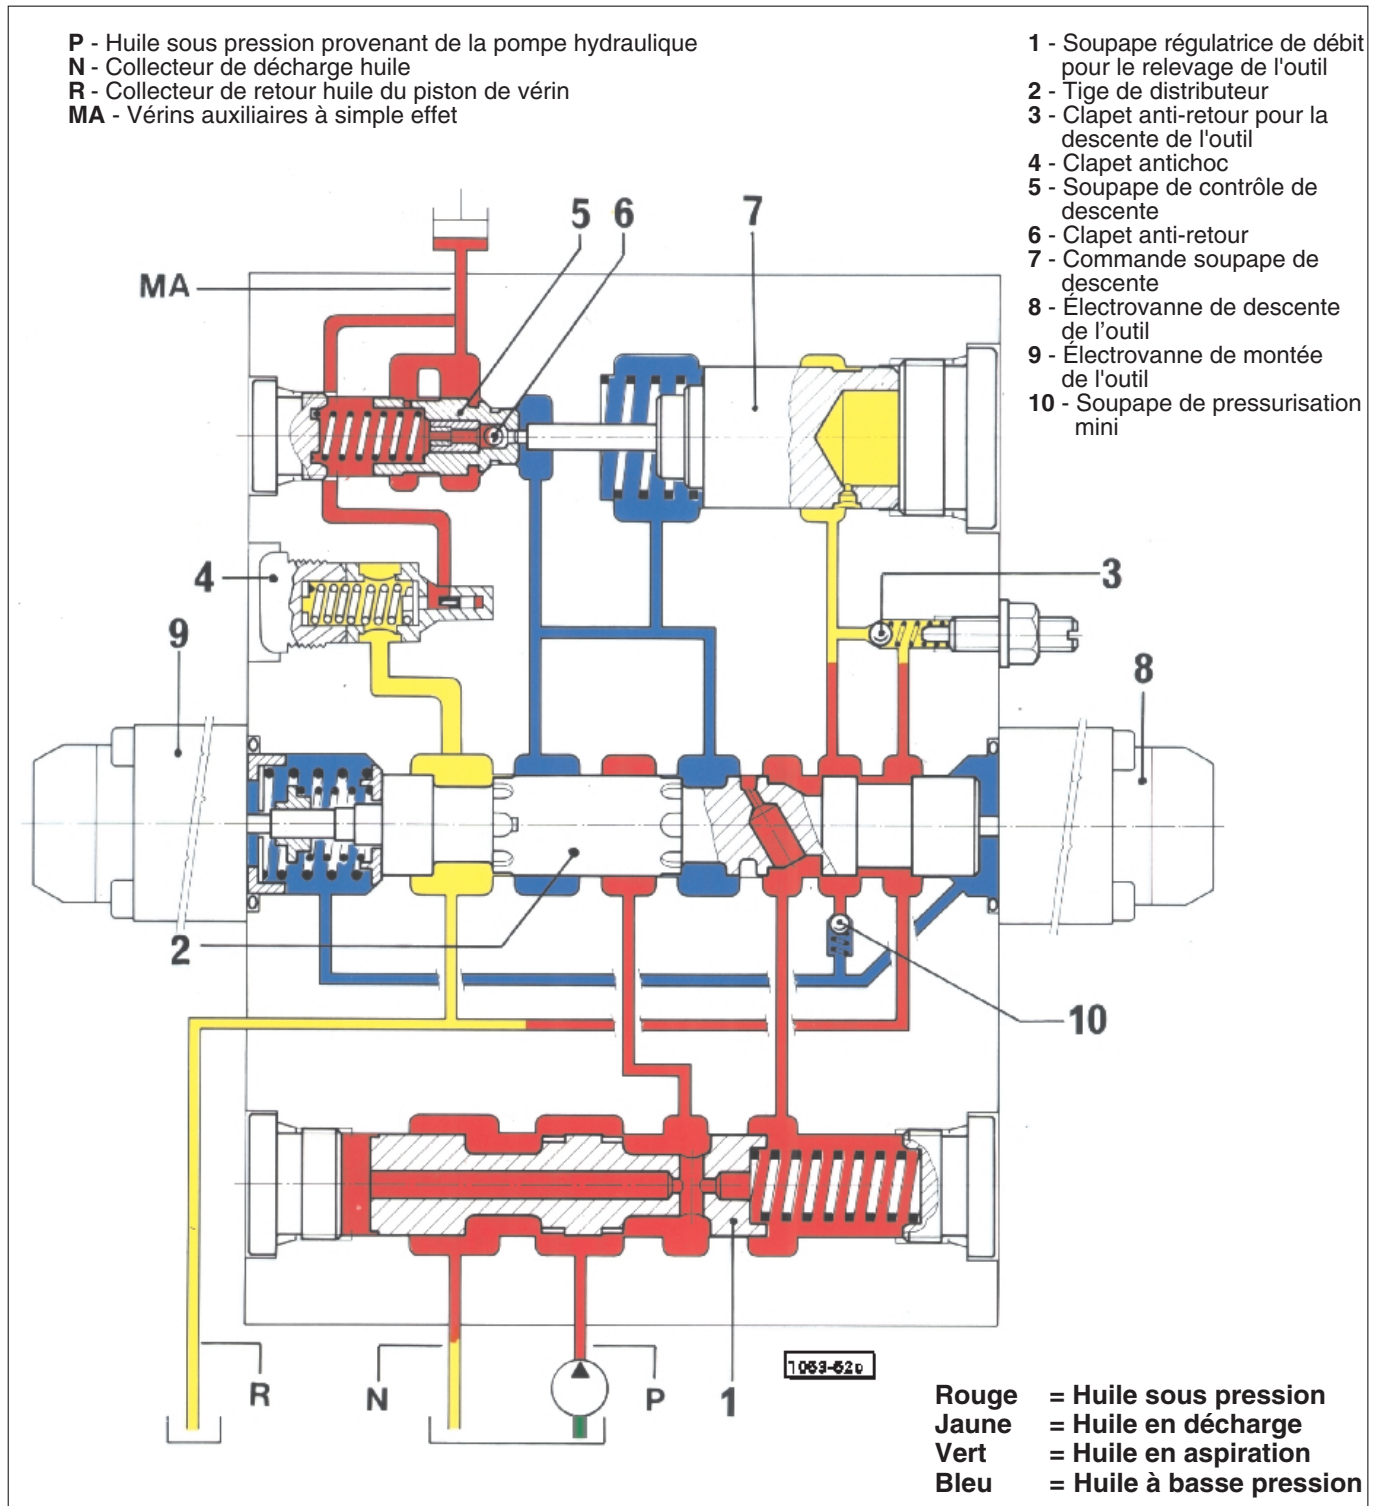 P - Huile sous pression provenant de la pompe hydraulique
N - Collecteur de décharge huile
R - Collecteur de retour huile du piston de vérin
MA - Vérins auxiliaires à simple effet
1 - Soupape régulatrice de débit
pour le relevage de l'outil
2 - Tige de distributeur
3 - Clapet anti-retour pour la
descente de l'outil
4 - Clapet antichoc
5 - Soupape de contrôle de
descente
6 - Clapet anti-retour
7 - Commande soupape de
descente
8 - Électrovanne de descente
de l’outil
9 - Électrovanne de montée
de l'outil
10 - Soupape de pressurisation
mini
5
6
7
MA
4
3
9
8
2
10
R
N
P
1
Rouge = Huile sous pression
Jaune = Huile en décharge
Vert = Huile en aspiration
Bleu = Huile à basse pression